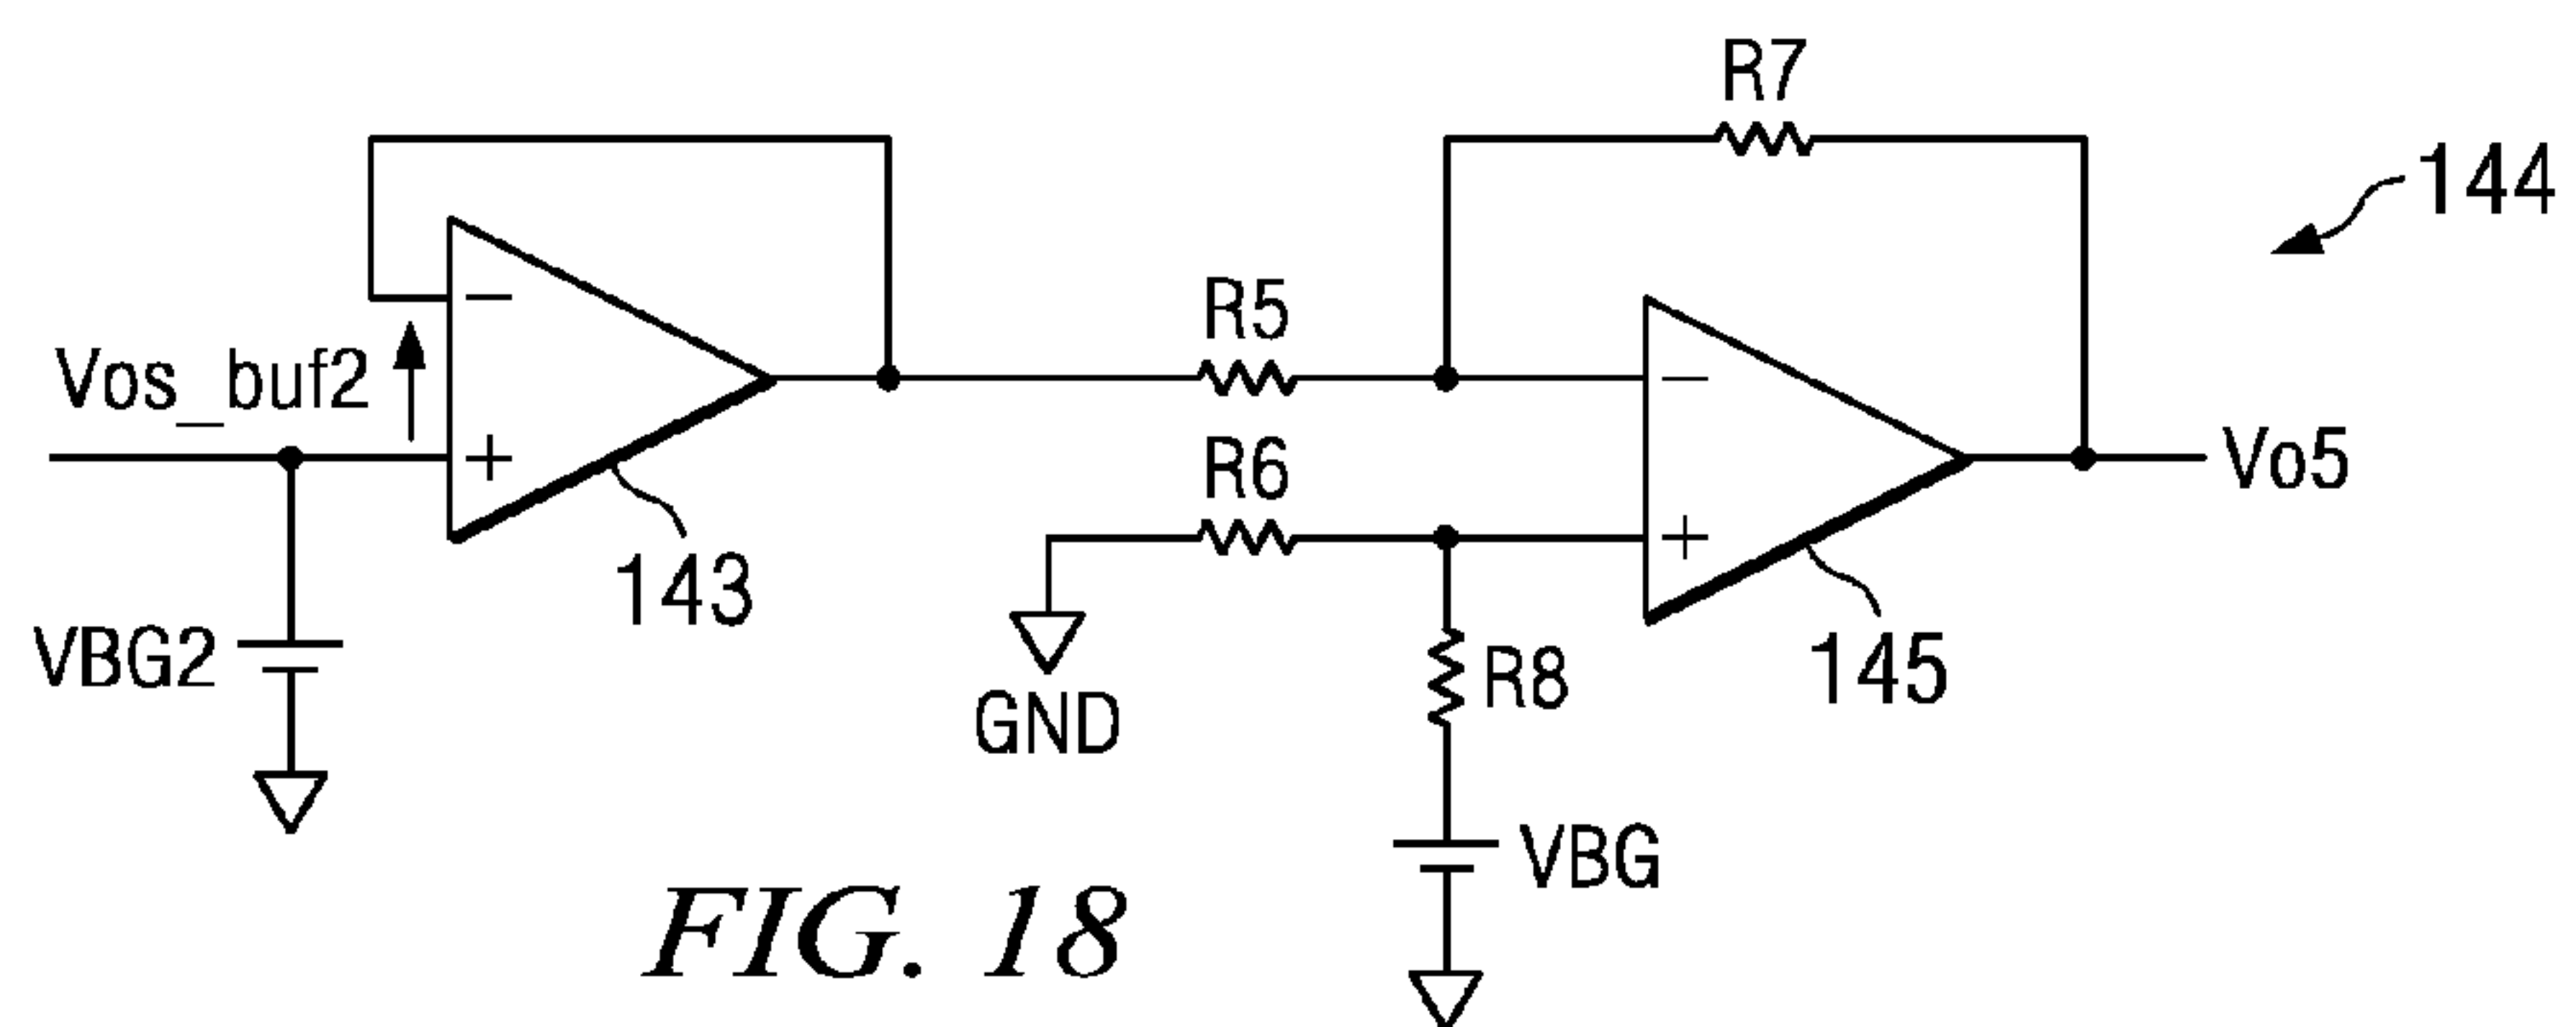 R7
144
R5
Vos_buf2
−
+
R6
−
+
Vo5
143
VBG2
R8
145
GND
VBG
FIG. 18